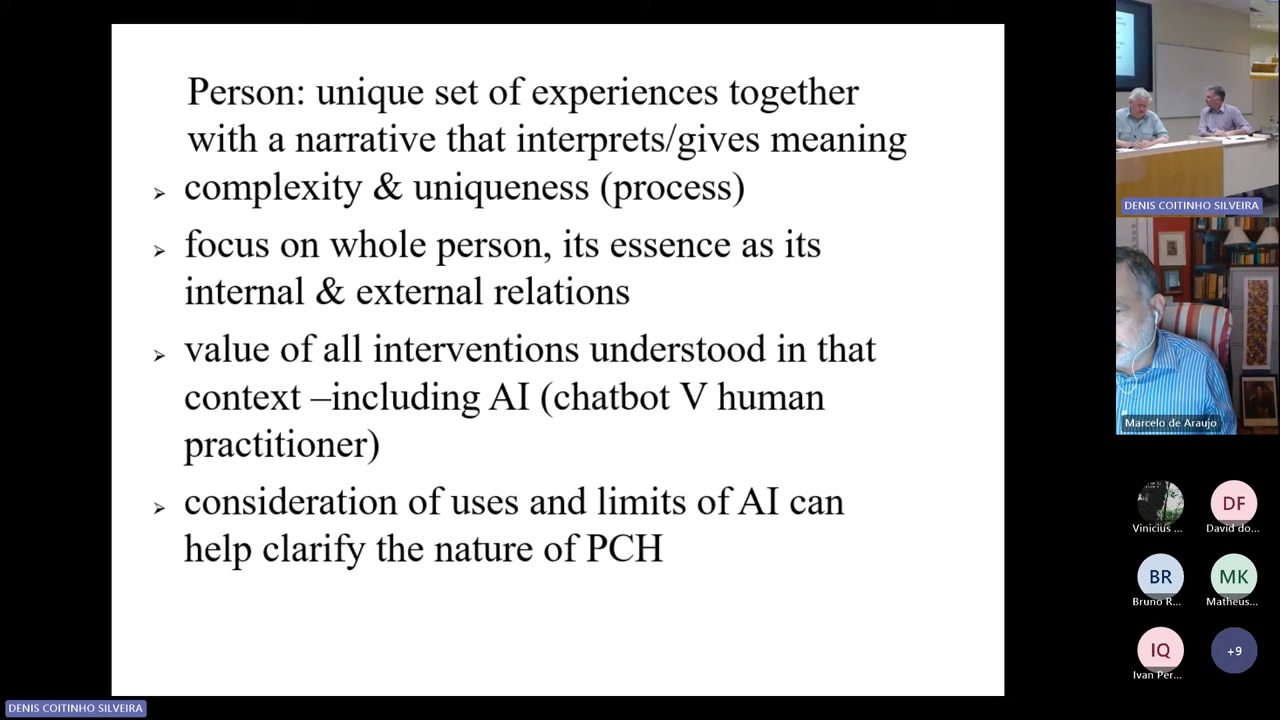 Person: unique set of experiences together
with a narrative that interprets/gives meaning
➢ complexity & uniqueness (process)
➢ focus on whole person, its essence as its
internal & external relations
➢ value of all interventions understood in that
context –including AI (chatbot V human
practitioner)
➢ consideration of uses and limits of AI can
help clarify the nature of PCH
DENIS COITINHO SILVEIRA
Marcelo de Araujo
DF
Vinicius ...
David do...
BR
MK
Bruno R...
Matheus...
IQ
+9
Ivan Per...
DENIS COITINHO SILVEIRA